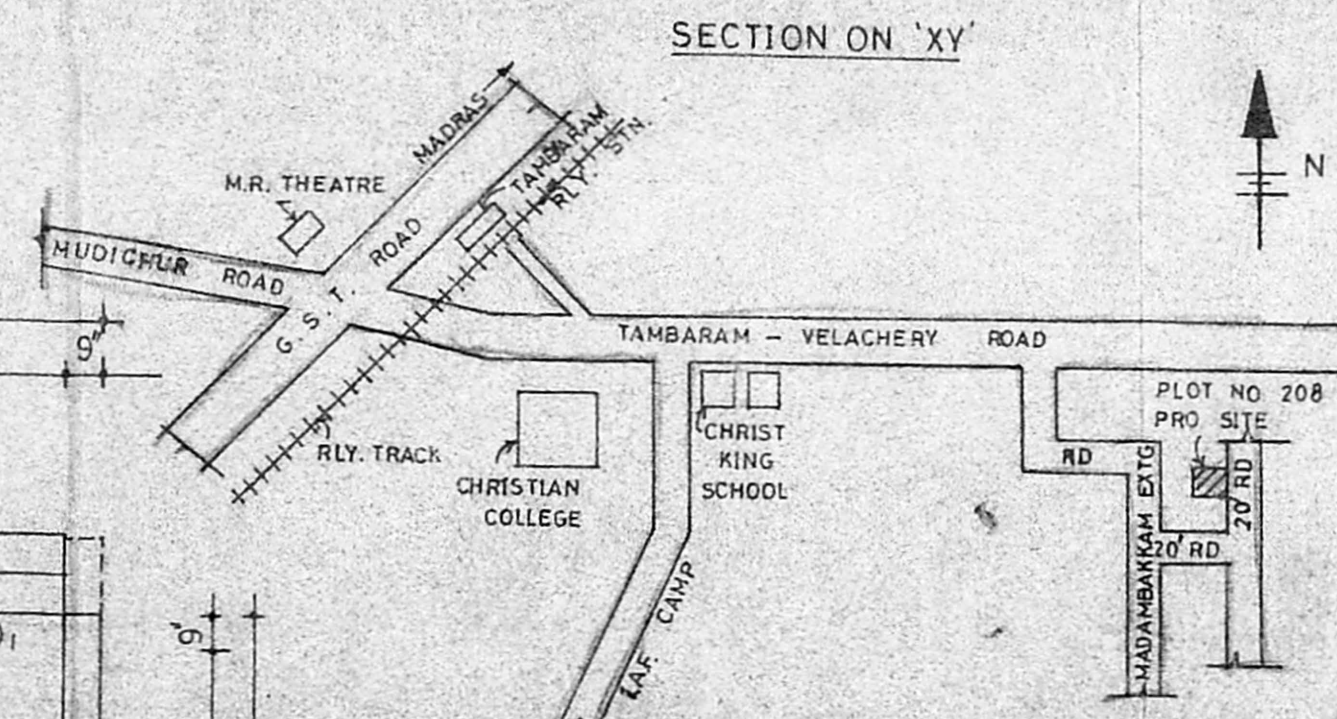 SECTION ON 'XY'
N
MADRAS
TAMBARAM
RLY. STN.
M.R. THEATRE
MUDICHUR ROAD
G. S. T. ROAD
TAMBARAM - VELACHERY ROAD
9"
PLOT NO 208
PRO SITE
RLY. TRACK
CHRISTIAN
COLLEGE
CHRIST
KING
SCHOOL
RD
MADAMBAKKAM EXTG
20' RD
20' RD
I.A.F. CAMP
9"